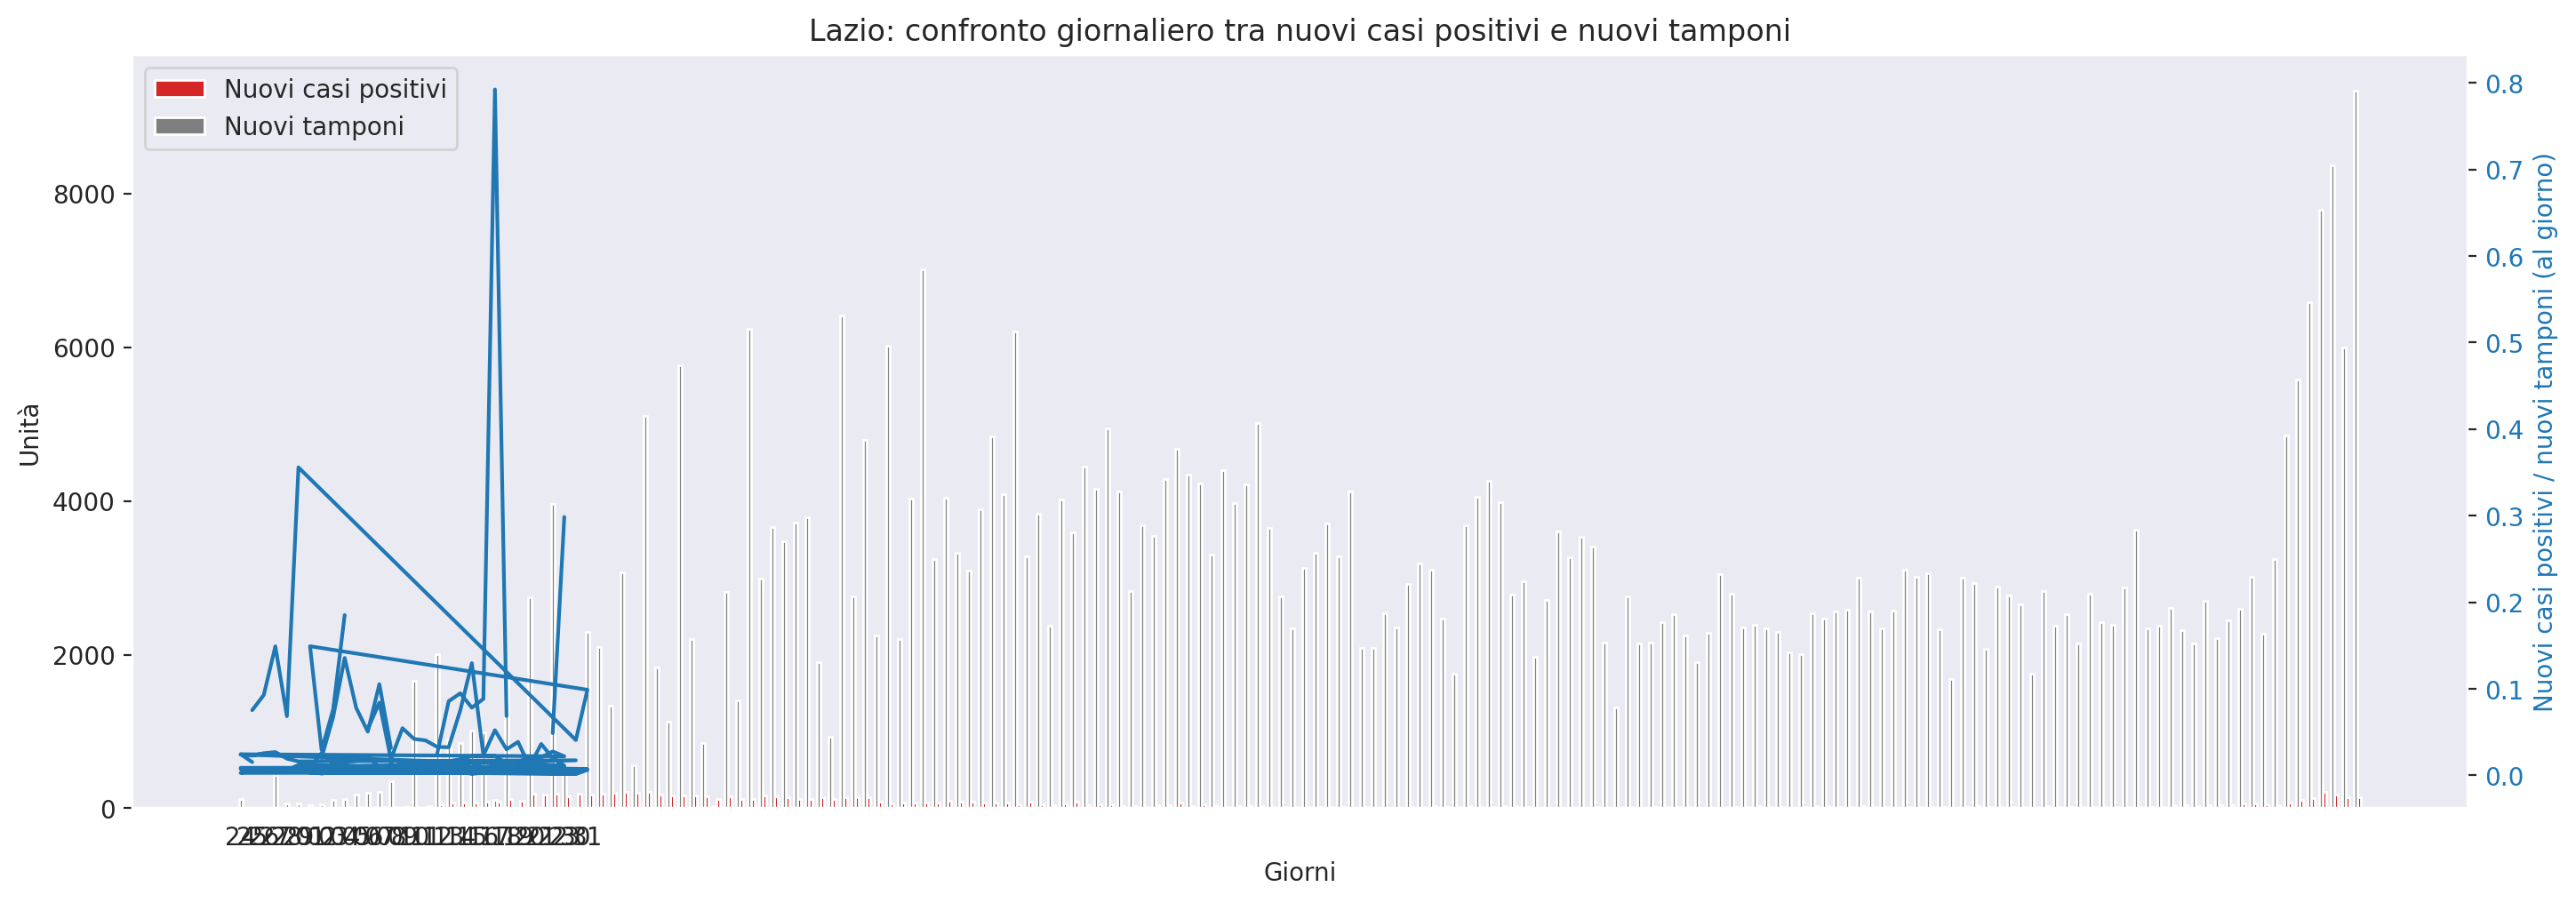 Lazio: confronto giornaliero tra nuovi casi positivi e nuovi tamponi
Nuovi casi positivi
Nuovi tamponi
Unità
8000
6000
4000
2000
0
0.8
0.7
0.6
0.5
0.4
0.3
0.2
0.1
0.0
Nuovi casi positivi / nuovi tamponi (al giorno)
Giorni